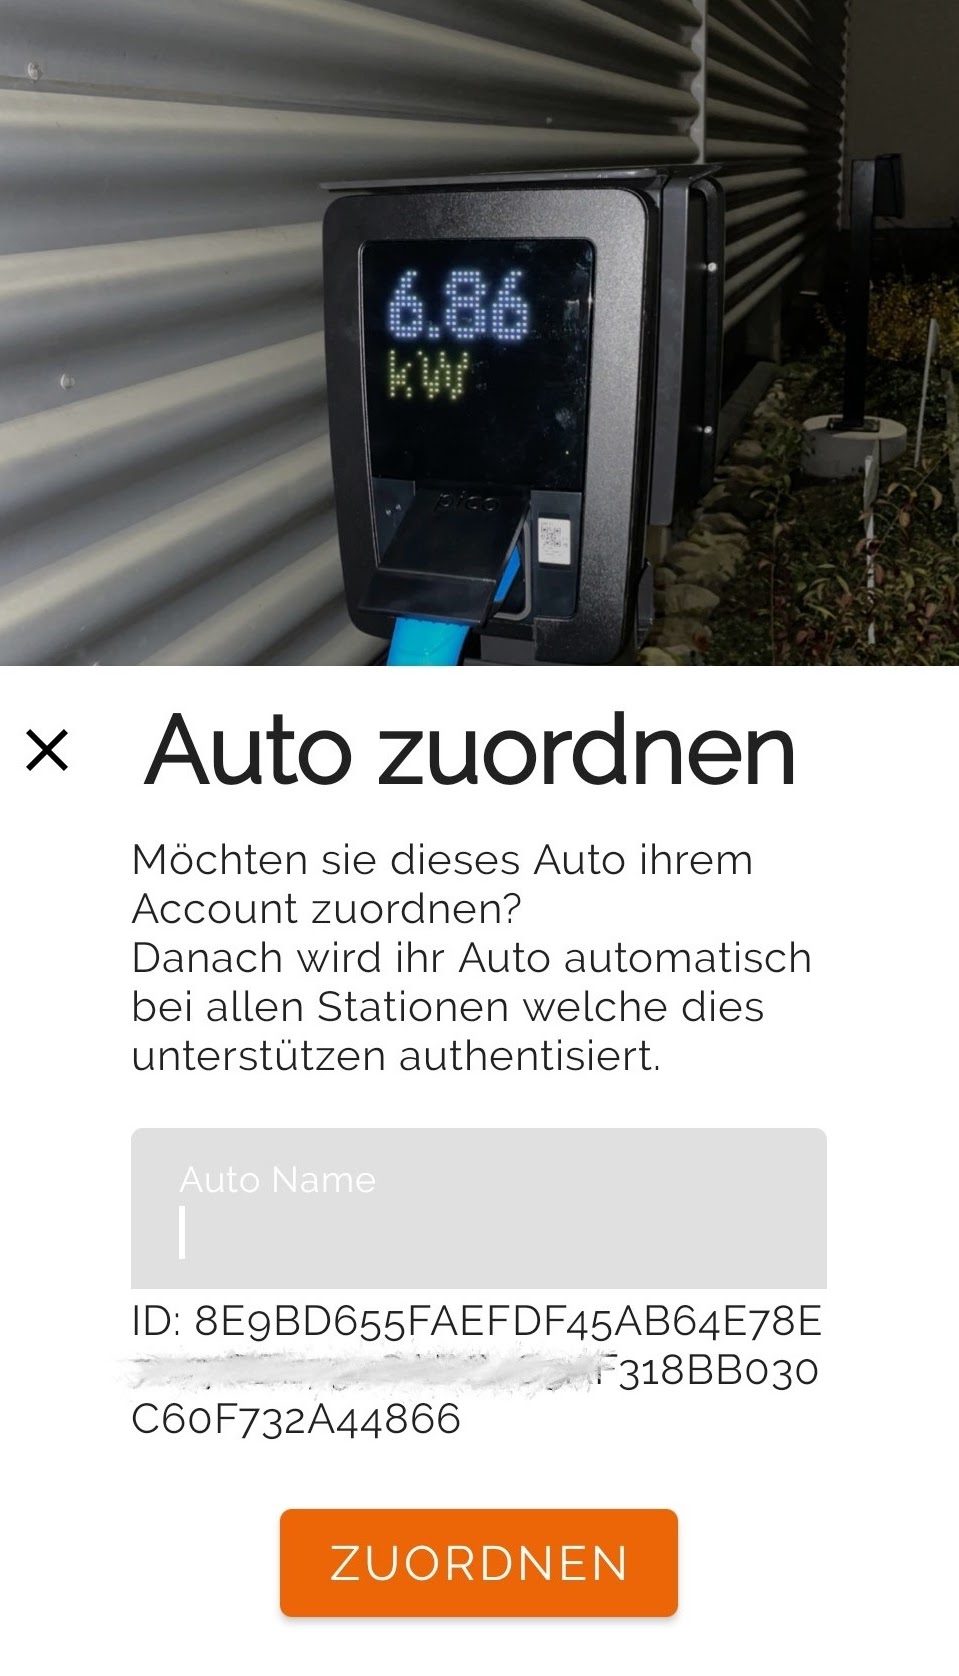 6.86
kW
pico
Auto zuordnen
Möchten sie dieses Auto ihrem
Account zuordnen?
Danach wird ihr Auto automatisch
bei allen Stationen welche dies
unterstützen authentisiert.
Auto Name
ID: 8E9BD655FAEFDF45AB64E78E
F318BB030
C60F732A44866
ZUORDNEN